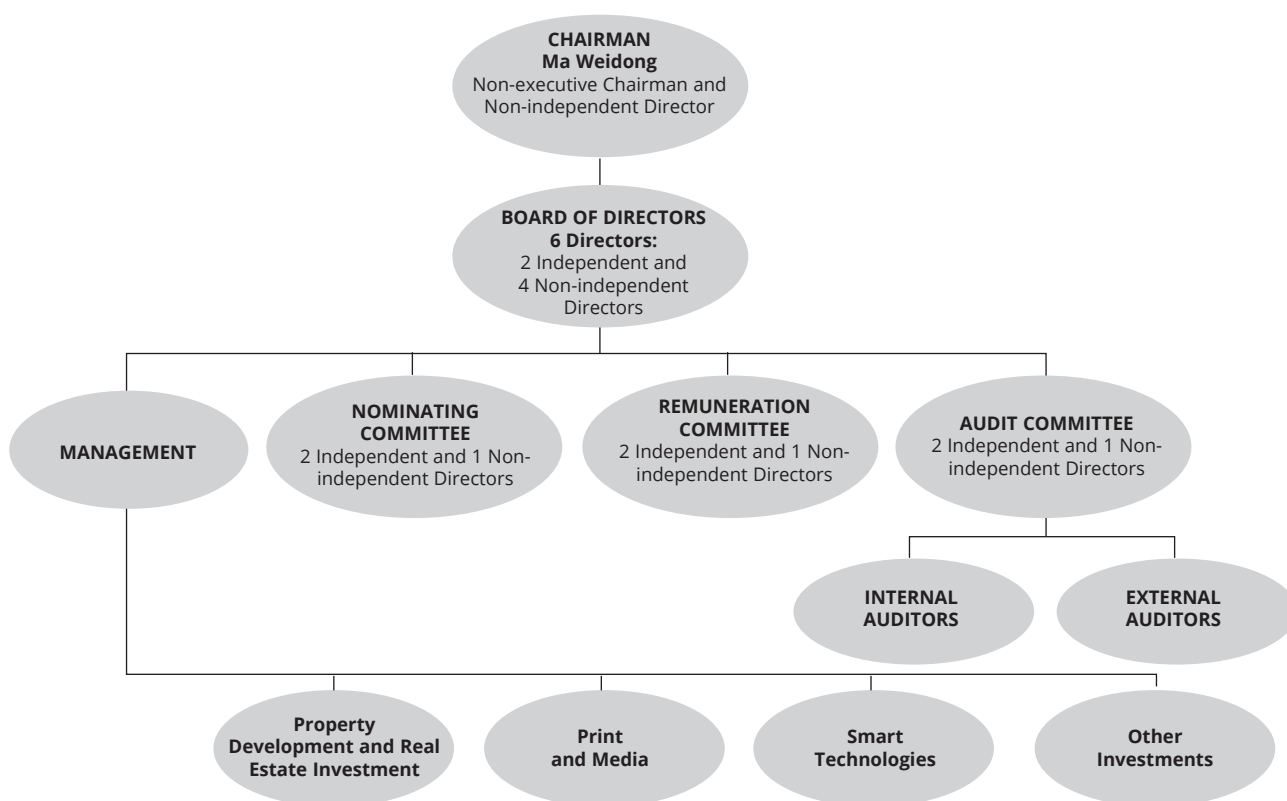 CHAIRMAN
Ma Weidong
Non-executive Chairman and
Non-independent Director
BOARD OF DIRECTORS
6 Directors:
2 Independent and
4 Non-independent
Directors
MANAGEMENT
NOMINATING
COMMITTEE
2 Independent and 1 Non-
independent Directors
REMUNERATION
COMMITTEE
2 Independent and 1 Non-
independent Directors
AUDIT COMMITTEE
2 Independent and 1 Non-
independent Directors
INTERNAL
AUDITORS
EXTERNAL
AUDITORS
Property
Development and Real
Estate Investment
Print
and Media
Smart
Technologies
Other
Investments